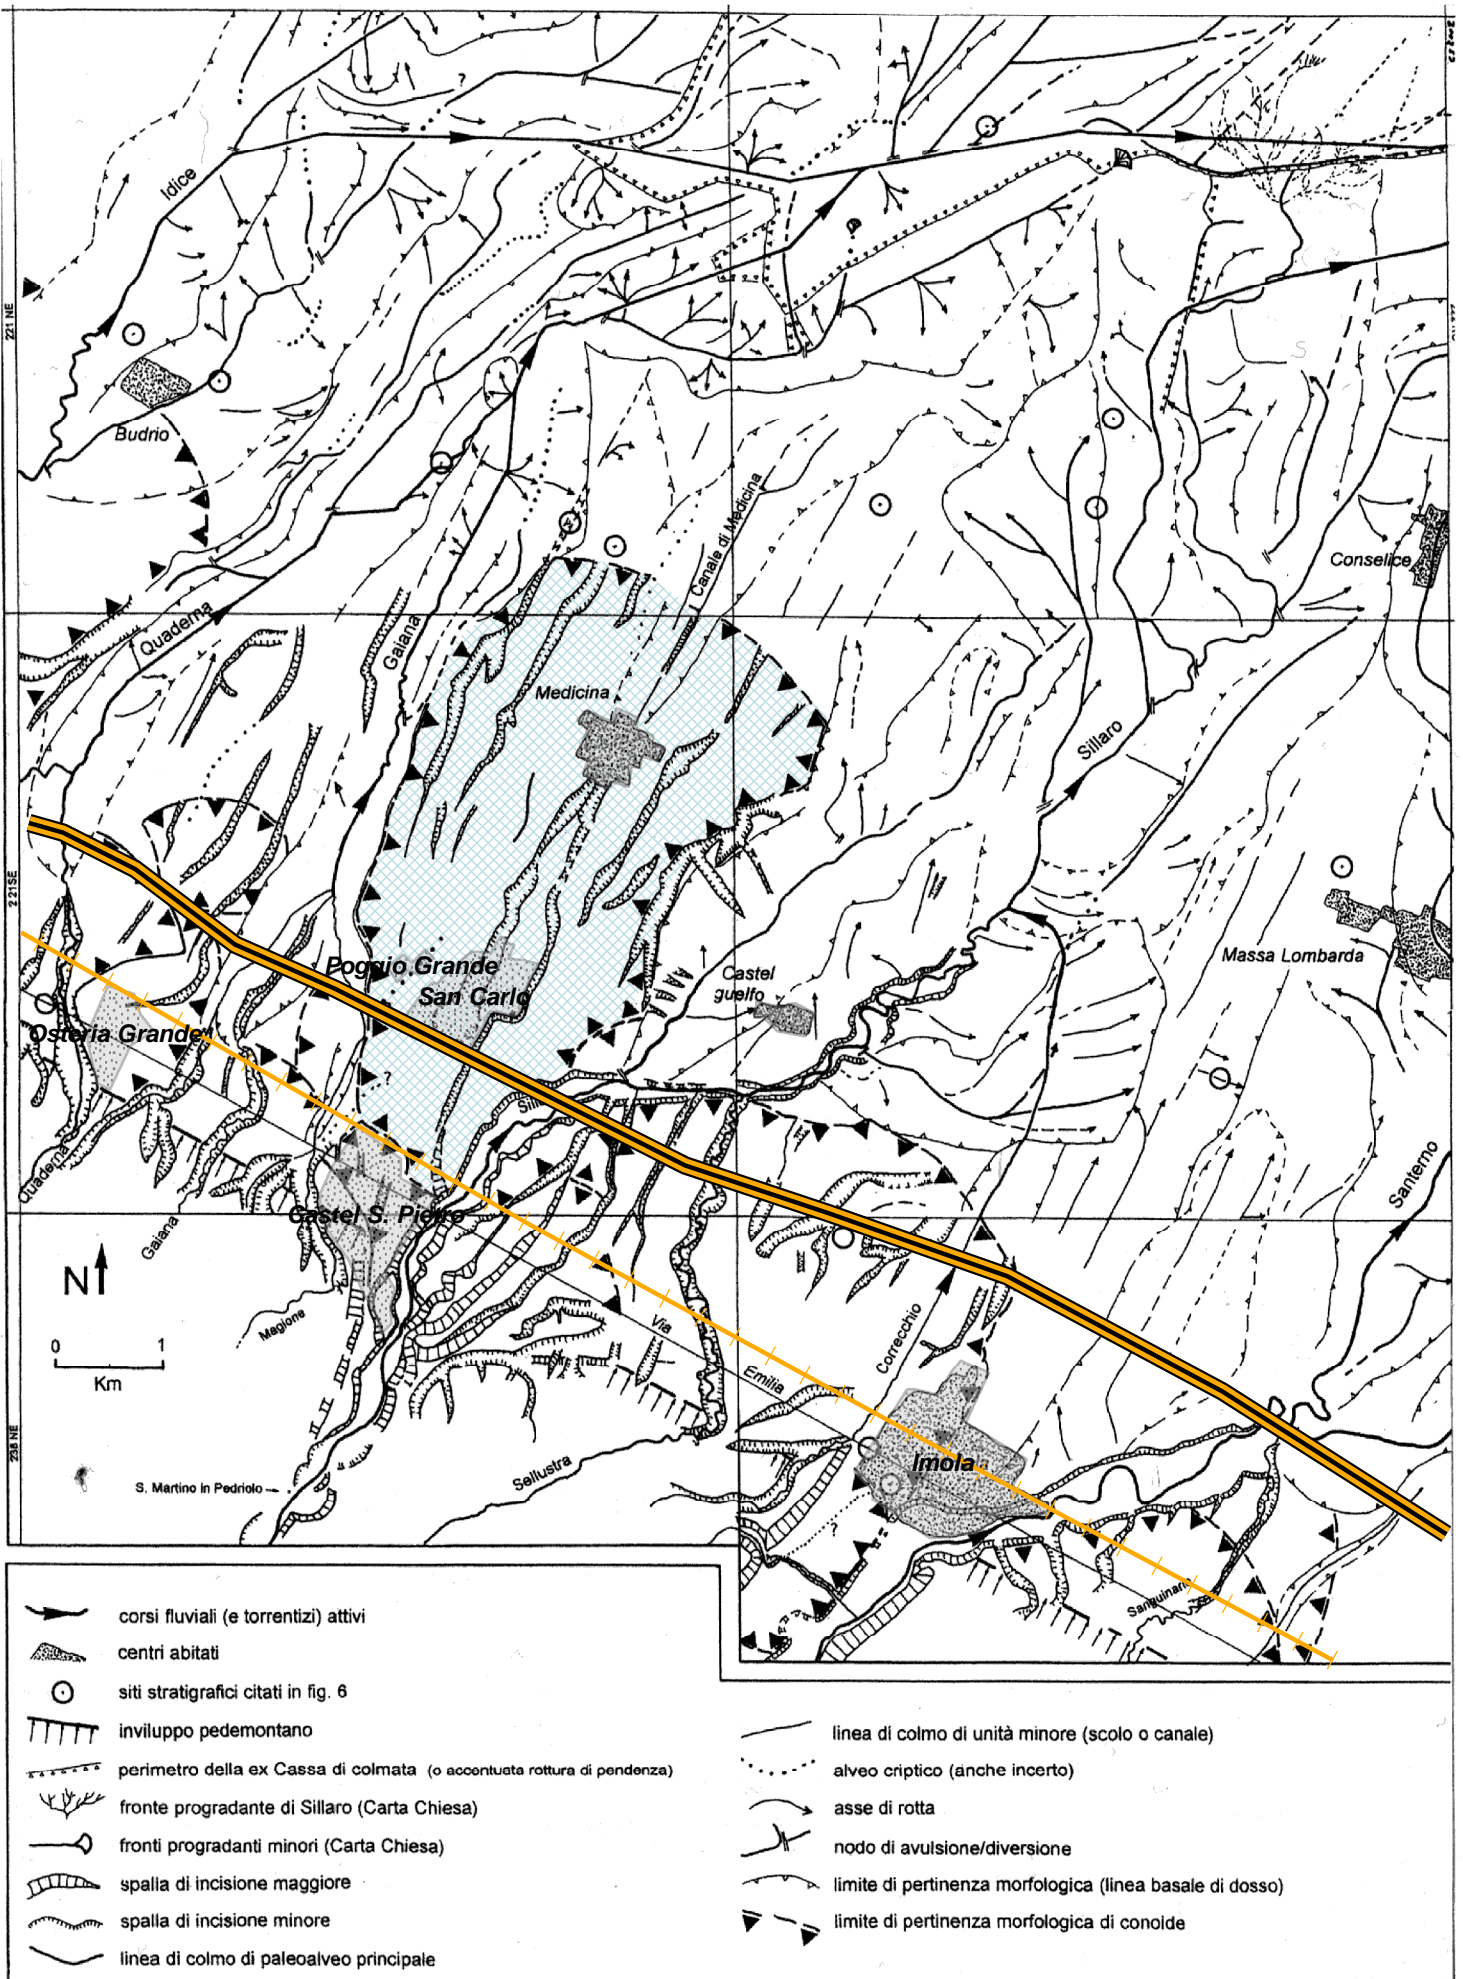 Idice
?
221 NE
Budrio
Canale di Medicina
Conselice
Quaderna
Gaiana
Medicina
Sillaro
2 21SE
Massa Lombarda
Poggio Grande
San Carlo
Castel
guelfo
Osteria Grande
?
Quaderna
Santerno
Castel S. Pietro
Gaiana
N
Magione
Via
Correcchio
0 1
Km
Emilia
238 NE
Imola
Sellustra
S. Martino in Pedriolo
?
Sanguinario
corsi fluviali (e torrentizi) attivi
centri abitati
siti stratigrafici citati in fig. 6
inviluppo pedemontano
perimetro della ex Cassa di colmata (o accentuata rottura di pendenza)
fronte progradante di Sillaro (Carta Chiesa)
fronti progradanti minori (Carta Chiesa)
spalla di incisione maggiore
spalla di incisione minore
linea di colmo di paleoalveo principale
linea di colmo di unità minore (scolo o canale)
alveo criptico (anche incerto)
asse di rotta
nodo di avulsione/diversione
limite di pertinenza morfologica (linea basale di dosso)
limite di pertinenza morfologica di conoide